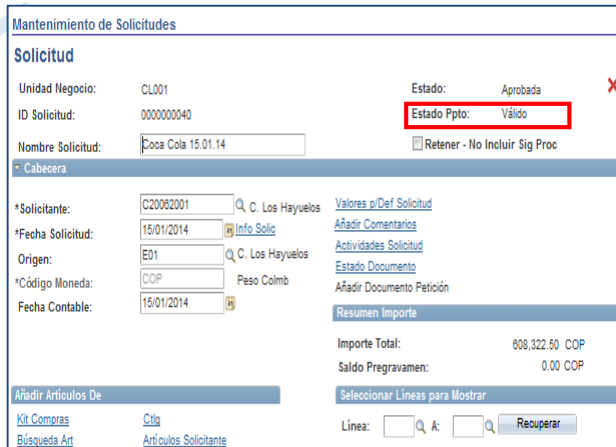 Mantenimiento de Solicitudes
Solicitud
Unidad Negocio: CL001 Estado: Aprobada
ID Solicitud: 0000000040 Estado Ppto: Válido
Nombre Solicitud: Coca Cola 15.01.14 Retener - No Incluir Sig Proc
Cabecera
*Solicitante: C20062001 C. Los Hayuelos Valores p/Def Solicitud
*Fecha Solicitud: 15/01/2014 Info Solic Añadir Comentarios
Origen: E01 C. Los Hayuelos Actividades Solicitud
*Código Moneda: COP Peso Colmb Estado Documento
Fecha Contable: 15/01/2014 Añadir Documento Petición
Resumen Importe
Importe Total: 608,322.50 COP
Saldo Pregravamen: 0.00 COP
Añadir Artículos De Seleccionar Líneas para Mostrar
Kit Compras Ctlg Línea: A: Recuperar
Búsqueda Art Artículos Solicitante